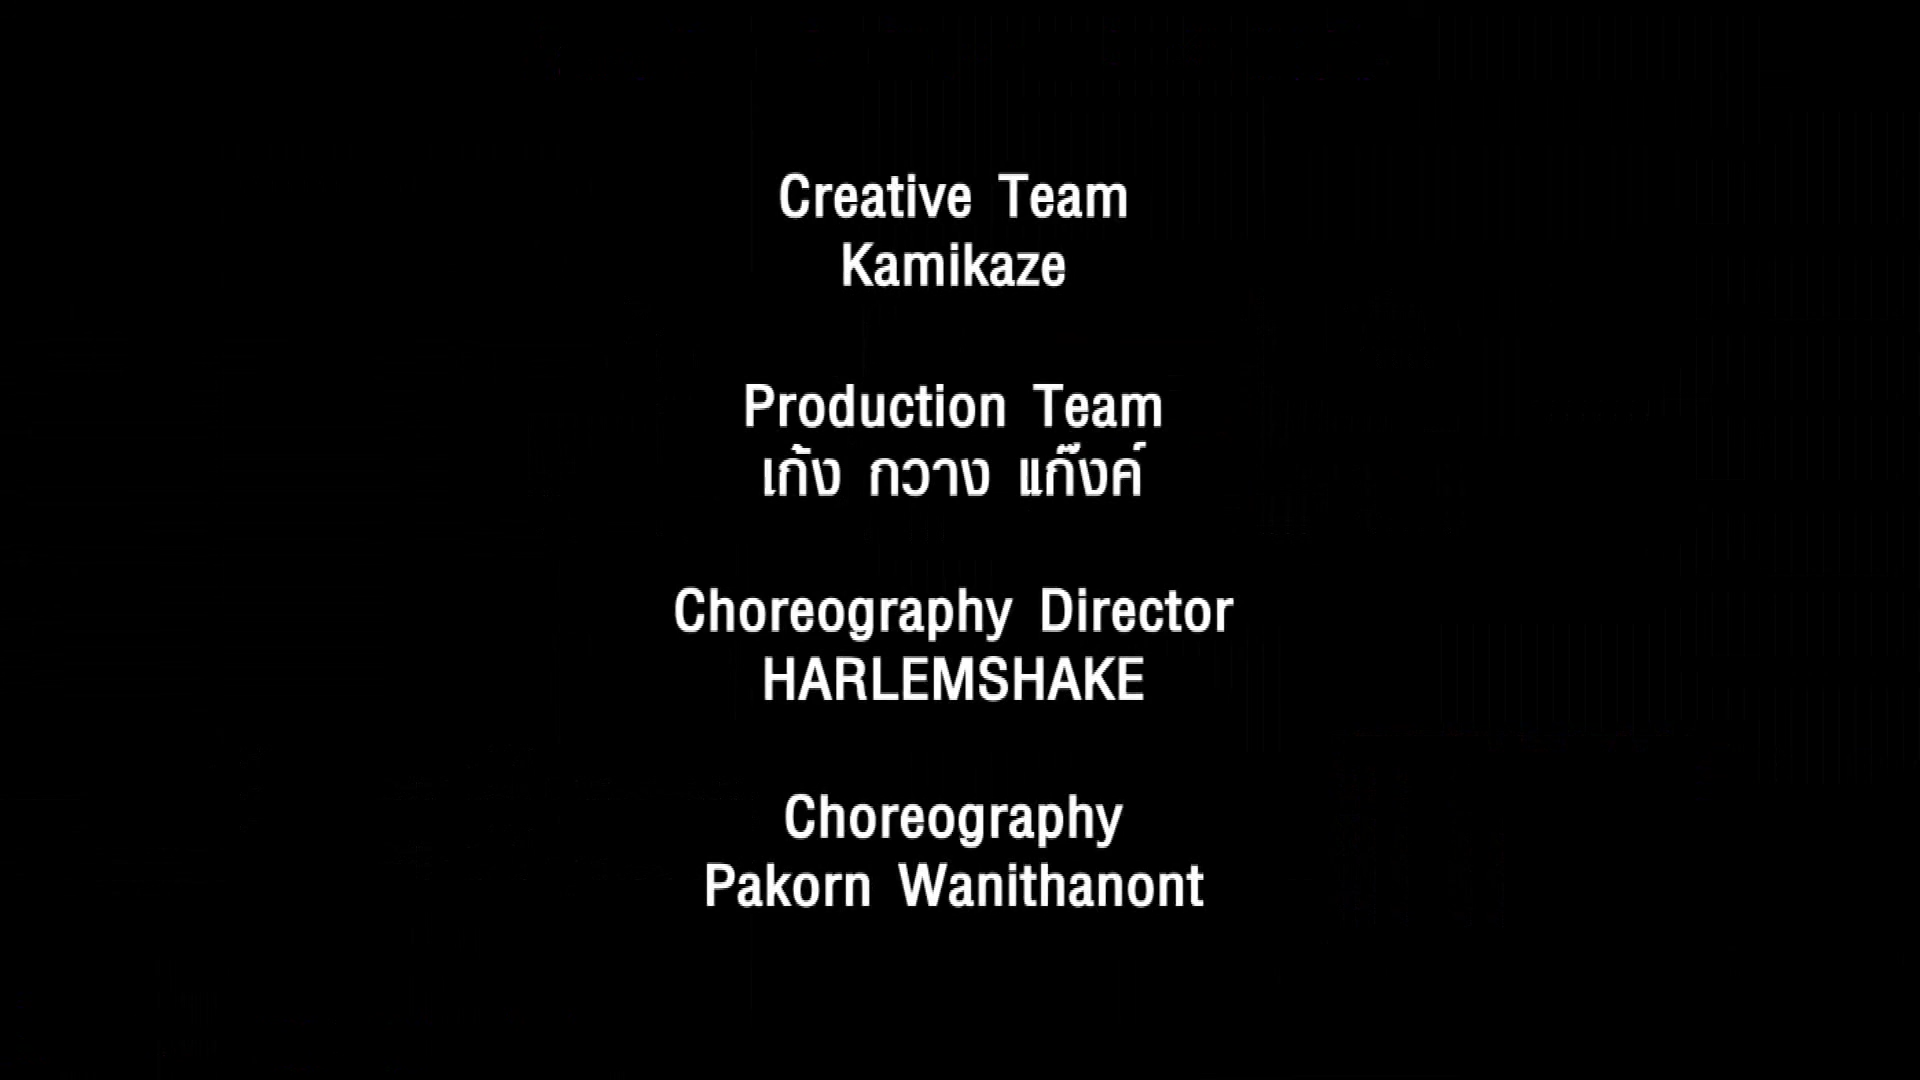 Creative Team
Kamikaze
Production Team
เก้ง กวาง แก๊งค์
Choreography Director
HARLEMSHAKE
Choreography
Pakorn Wanithanont